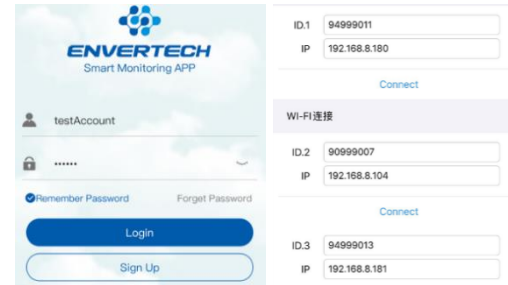 ENVERTECH
Smart Monitoring APP
testAccount
••••••
Remember Password Forget Password
Login
Sign Up
ID.1 94999011
IP 192.168.8.180
Connect
WI-FI连接
ID.2 90999007
IP 192.168.8.104
Connect
ID.3 94999013
IP 192.168.8.181